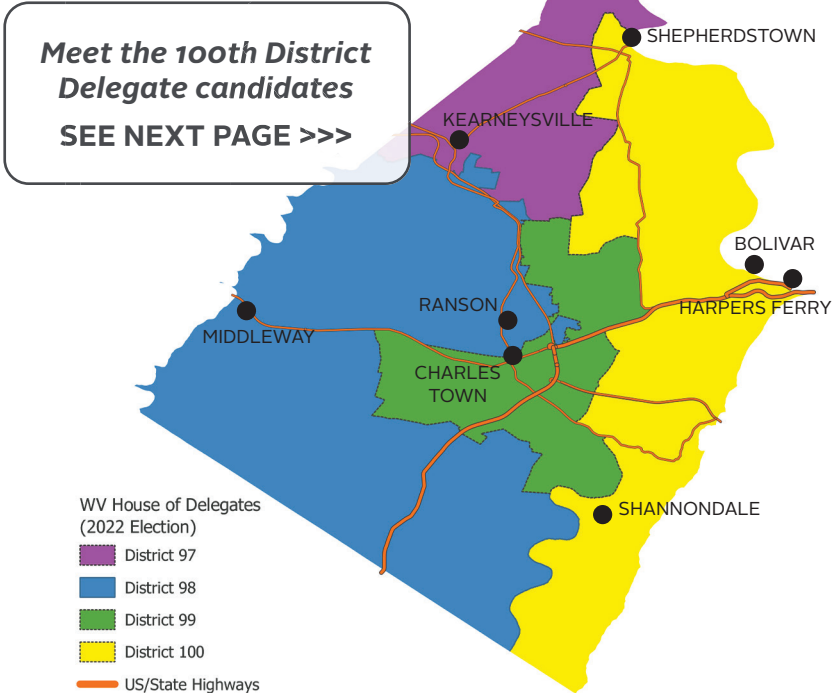 Meet the 100th District
Delegate candidates
SEE NEXT PAGE >>>
SHEPHERDSTOWN
KEARNEYSVILLE
BOLIVAR
HARPERS FERRY
RANSON
MIDDLEWAY
CHARLES
TOWN
SHANNONDALE
WV House of Delegates
(2022 Election)
District 97
District 98
District 99
District 100
US/State Highways